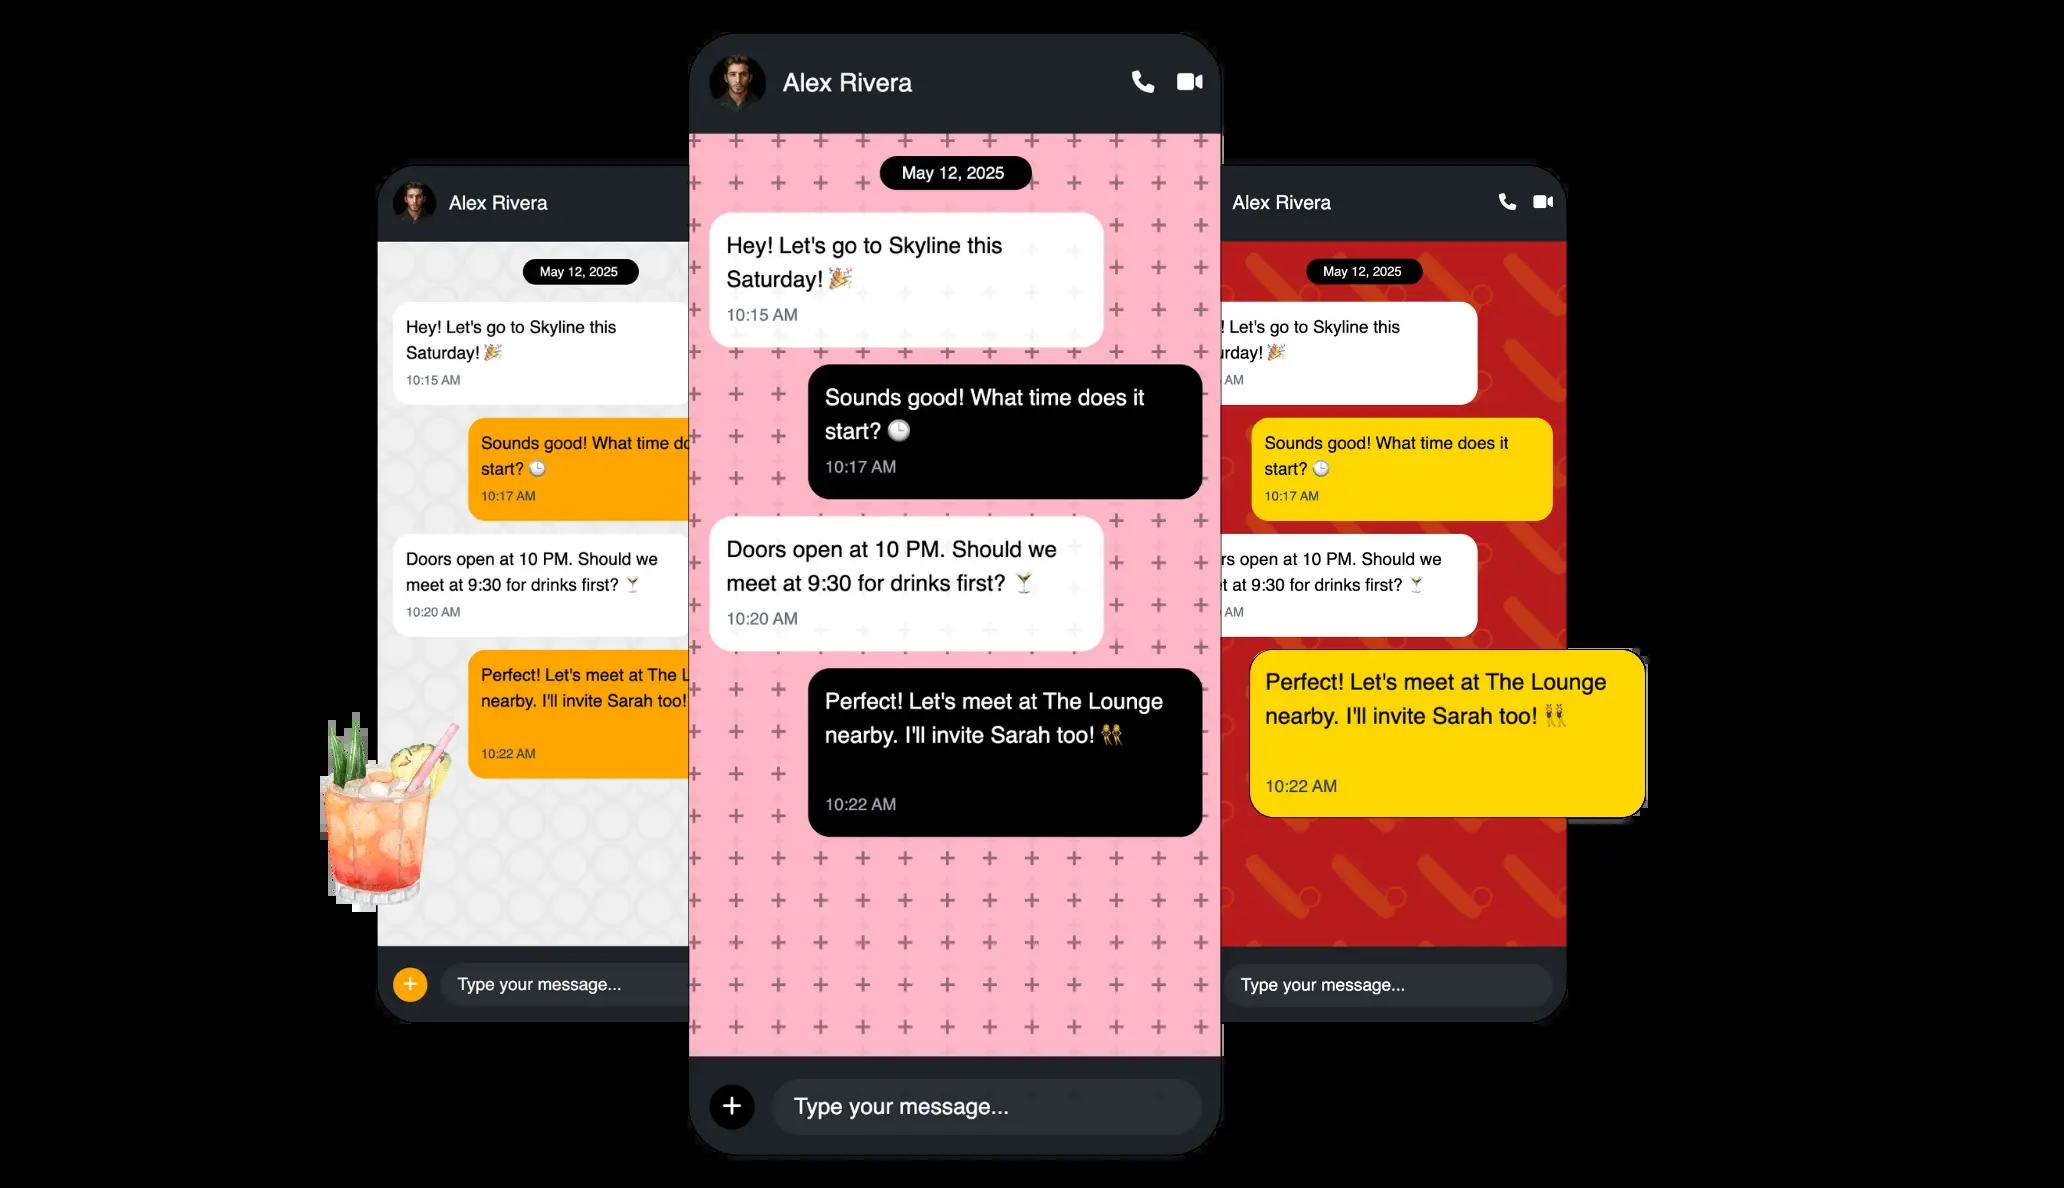 Alex Rivera
May 12, 2025
Hey! Let's go to Skyline this
Saturday! 🎉
10:15 AM
Sounds good! What time do
start? 🕒
10:17 AM
Doors open at 10 PM. Should we
meet at 9:30 for drinks first? 🍸
10:20 AM
Perfect! Let's meet at The L
nearby. I'll invite Sarah too!
10:22 AM
+
Type your message...
Alex Rivera
May 12, 2025
Hey! Let's go to Skyline this
Saturday! 🎉
10:15 AM
Sounds good! What time does it
start? 🕒
10:17 AM
Doors open at 10 PM. Should we
meet at 9:30 for drinks first? 🍸
10:20 AM
Perfect! Let's meet at The Lounge
nearby. I'll invite Sarah too! 👯
10:22 AM
+
Type your message...
Alex Rivera
May 12, 2025
! Let's go to Skyline this
rday! 🎉
AM
Sounds good! What time does it
start? 🕒
10:17 AM
rs open at 10 PM. Should we
t at 9:30 for drinks first? 🍸
AM
Perfect! Let's meet at The Lounge
nearby. I'll invite Sarah too! 👯
10:22 AM
Type your message...